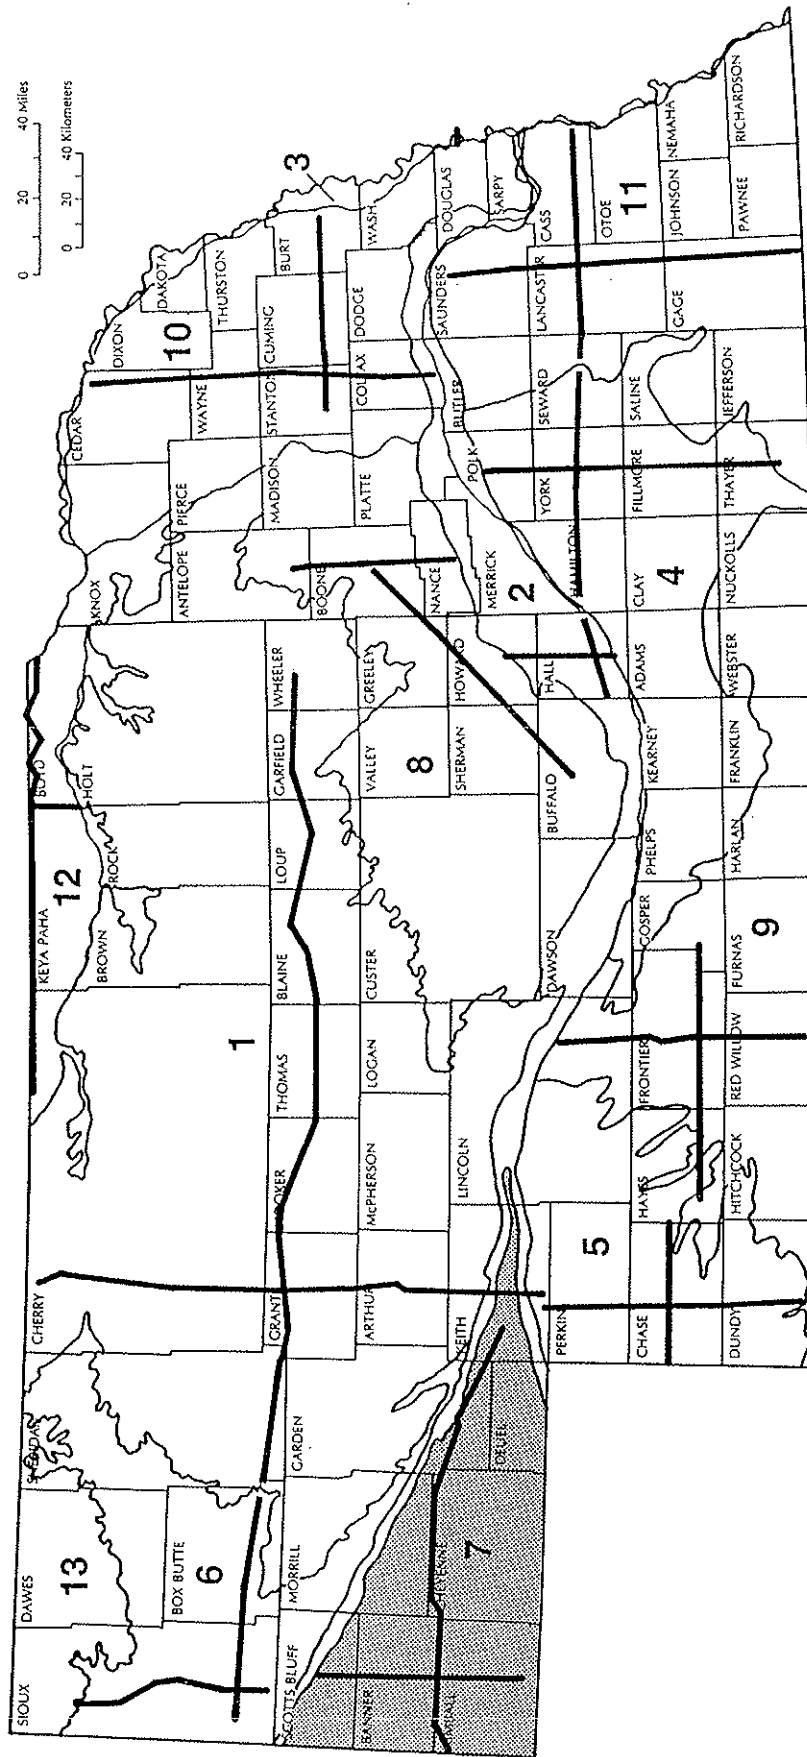 0 20 40 Miles
0 20 40 Kilometers
SIOUX
DAWES
13
BOX BUTTE
6
SCOTTS BLUFF
MORRILL
GARDEN
BANNER
CHEYENNE
7
DEUEL
CHERRY
GRANT
HOOKER
THOMAS
BLAINE
LOUP
GARFIELD
WHEELER
1
ARTHUR
McPHERSON
LOGAN
CUSTER
VALLEY
GREELEY
8
KEITH
LINCOLN
SHERMAN
HOWARD
KEYA PAHA
12
BOYD
BROWN
ROCK
HOLT
KNOX
CEDAR
DIXON
DAKOTA
10
ANTELOPE
PIERCE
WAYNE
THURSTON
MADISON
STANTON
CUMING
BURT
3
BOONE
PLATTE
COLFAX
DODGE
WASH
NANCE
MERRICK
2
POLK
BUTLER
SAUNDERS
DOUGLAS
SARPY
PERKIN
5
DAWSON
BUFFALO
HALL
HAMILTON
YORK
SEWARD
LANCASTER
CASS
OTOE
11
CHASE
HAYES
FRONTIER
GOSPER
PHELPS
KEARNEY
ADAMS
CLAY
4
FILLMORE
SALINE
GAGE
JOHNSON
NEMAHA
DUNDY
HITCHCOCK
RED WILLOW
FURNAS
9
HARLAN
FRANKLIN
WEBSTER
NUCKOLLS
THAYER
JEFFERSON
PAWNEE
RICHARDSON